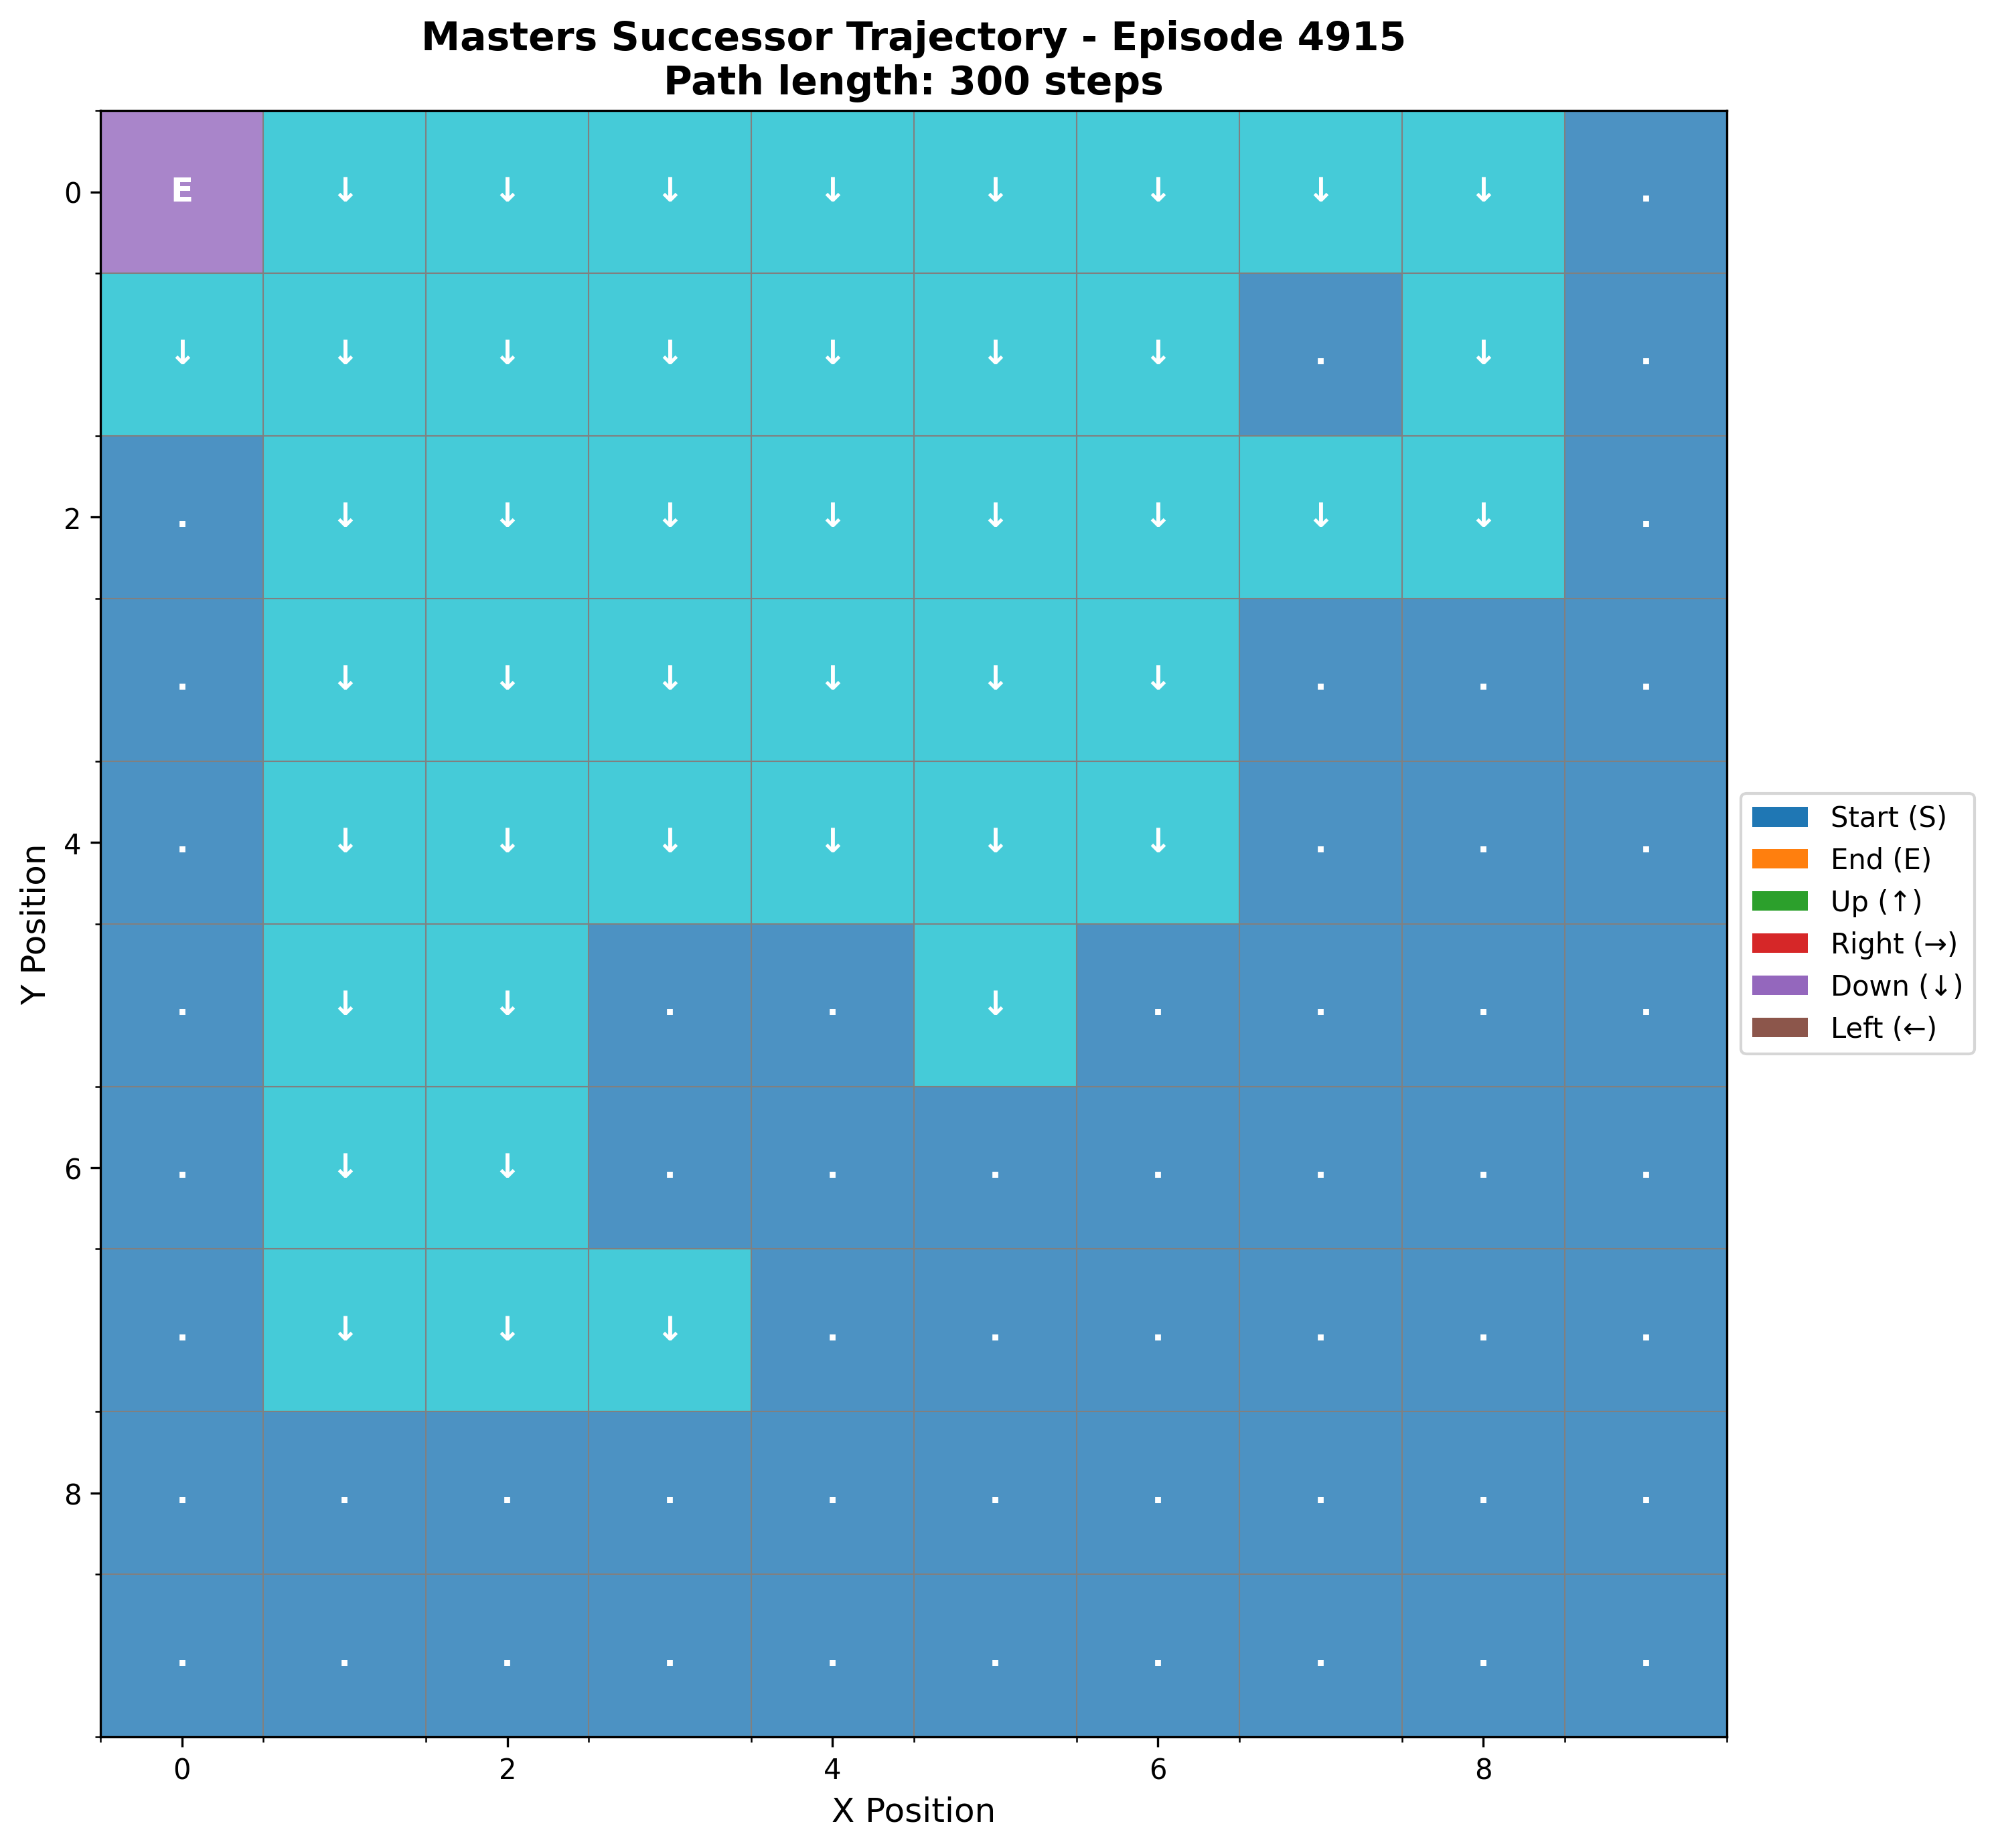 Masters Successor Trajectory - Episode 4915
Path length: 300 steps
0 E ↓ ↓ ↓ ↓ ↓ ↓ ↓ ↓ .
↓ ↓ ↓ ↓ ↓ ↓ ↓ . ↓ .
2 . ↓ ↓ ↓ ↓ ↓ ↓ ↓ ↓ .
. ↓ ↓ ↓ ↓ ↓ ↓ . . .
4 . ↓ ↓ ↓ ↓ ↓ ↓ . . .
. ↓ ↓ . . ↓ . . . .
6 . ↓ ↓ . . . . . . .
. ↓ ↓ ↓ . . . . . .
8 . . . . . . . . . .
. . . . . . . . . .
0 2 4 6 8
X Position
Y Position
Start (S)
End (E)
Up (↑)
Right (→)
Down (↓)
Left (←)